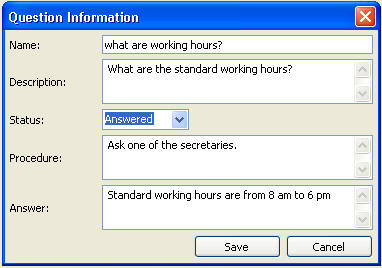 Question Information
Name: what are working hours?
Description: What are the standard working hours?
Status: Answered
Procedure: Ask one of the secretaries.
Answer: Standard working hours are from 8 am to 6 pm
Save Cancel